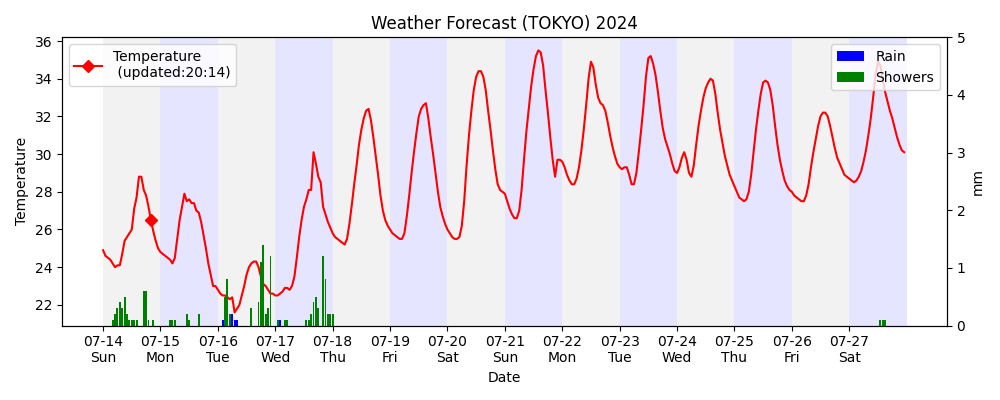 Weather Forecast (TOKYO) 2024
Temperature
(updated:20:14)
Rain
Showers
Temperature
36
34
32
30
28
26
24
22
5
4
3
2
1
0
mm
07-14 07-15 07-16 07-17 07-18 07-19 07-20 07-21 07-22 07-23 07-24 07-25 07-26 07-27
Sun Mon Tue Wed Thu Fri Sat Sun Mon Tue Wed Thu Fri Sat
Date